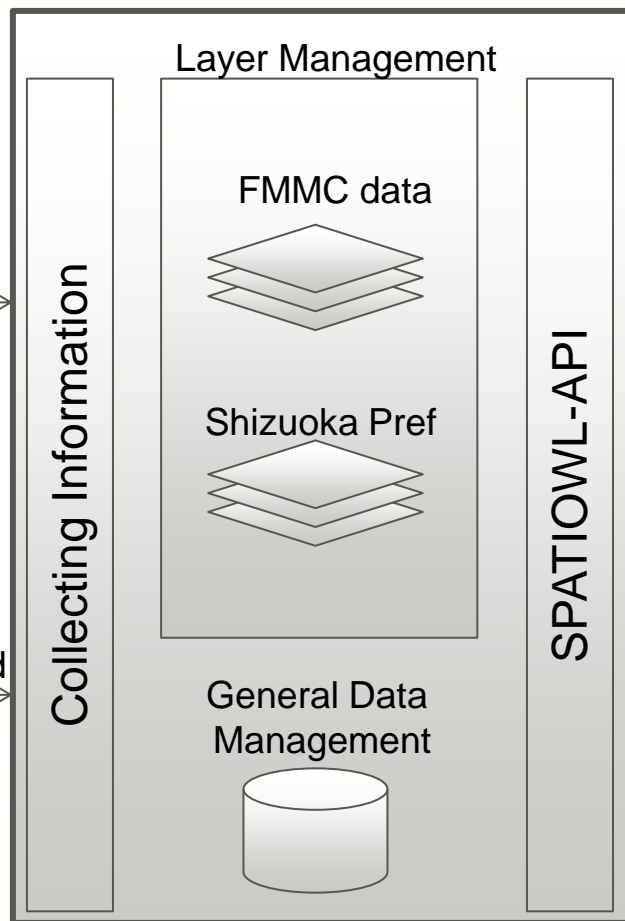 Layer Management
FMMC data
Shizuoka Pref
Collecting Information
SPATIOWL-API
General Data
Management